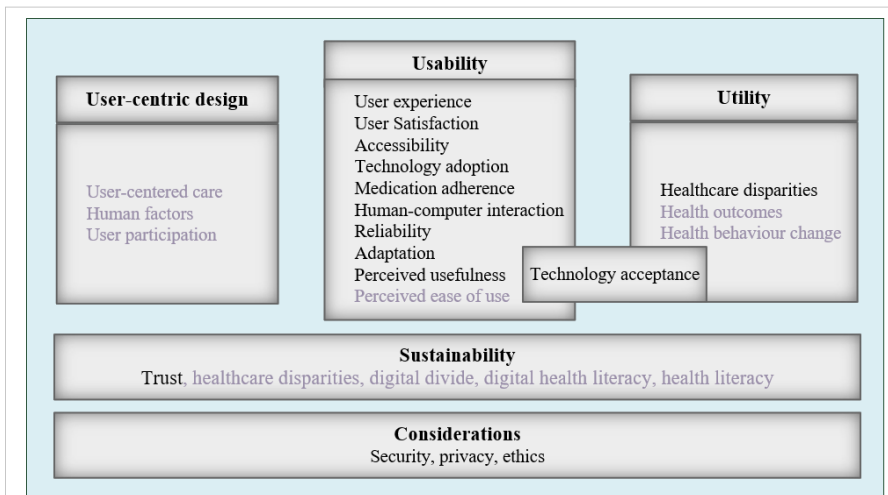 User-centric design
User-centered care
Human factors
User participation
Usability
User experience
User Satisfaction
Accessibility
Technology adoption
Medication adherence
Human-computer interaction
Reliability
Adaptation
Perceived usefulness
Perceived ease of use
Technology acceptance
Utility
Healthcare disparities
Health outcomes
Health behaviour change
Sustainability
Trust, healthcare disparities, digital divide, digital health literacy, health literacy
Considerations
Security, privacy, ethics